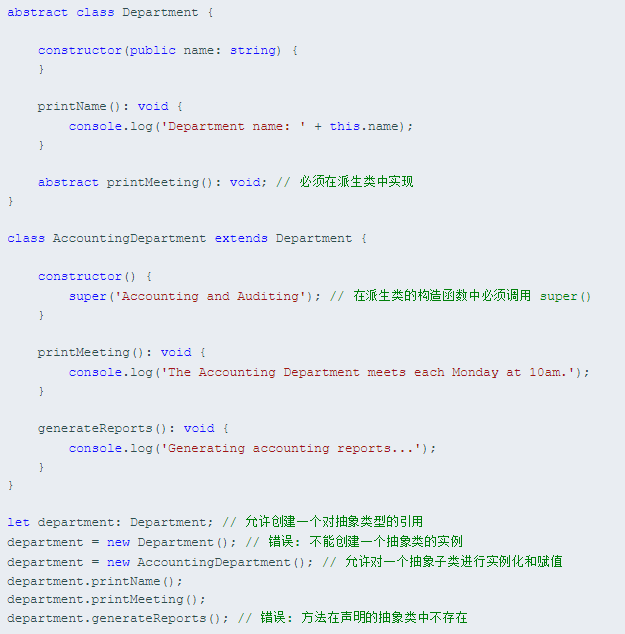 abstract class Department {
    constructor(public name: string) {
    }
    printName(): void {
        console.log('Department name: ' + this.name);
    }
    abstract printMeeting(): void; // 必须在派生类中实现
}
class AccountingDepartment extends Department {
    constructor() {
        super('Accounting and Auditing'); // 在派生类的构造函数中必须调用 super()
    }
    printMeeting(): void {
        console.log('The Accounting Department meets each Monday at 10am.');
    }
    generateReports(): void {
        console.log('Generating accounting reports...');
    }
}
let department: Department; // 允许创建一个对抽象类型的引用
department = new Department(); // 错误: 不能创建一个抽象类的实例
department = new AccountingDepartment(); // 允许对一个抽象子类进行实例化和赋值
department.printName();
department.printMeeting();
department.generateReports(); // 错误: 方法在声明的抽象类中不存在